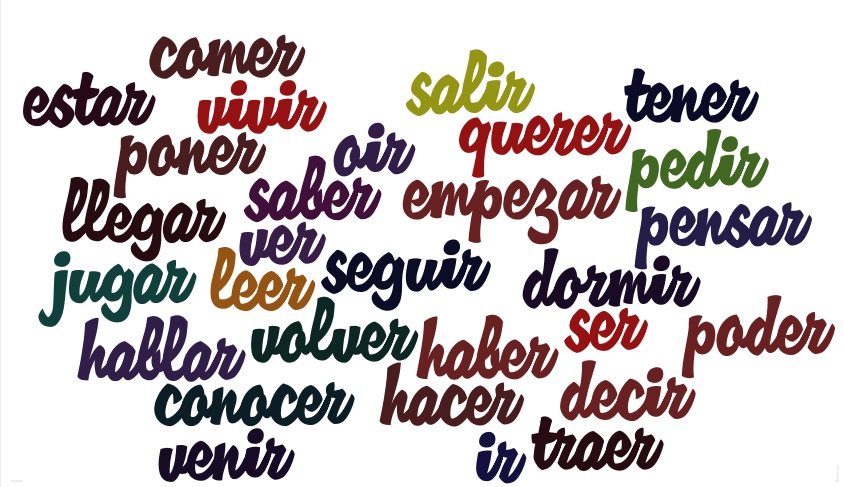 comer
estar
vivir
salir
tener
poner
oir
querer
pedir
llegar
saber
empezar
pensar
ver
jugar
leer
seguir
dormir
hablar
volver
haber
ser
poder
conocer
hacer
decir
venir
ir
traer